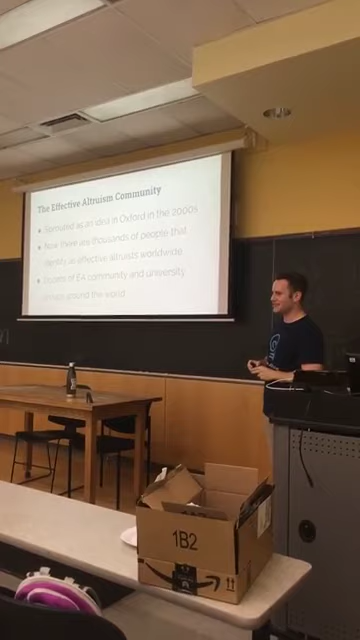 The Effective Altruism Community
Sprouted as an idea in Oxford in the 2000s
Now there are thousands of people that
identify as effective altruists worldwide
Dozens of EA community and university
groups around the world
1B2